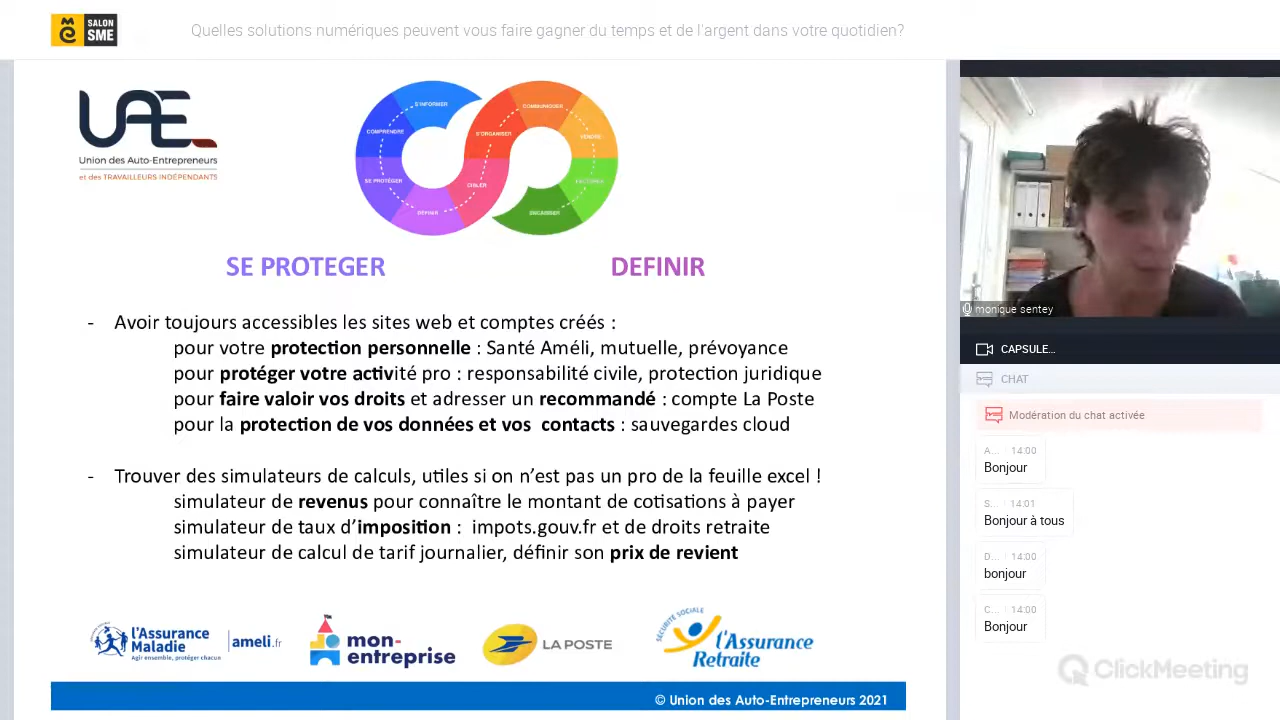 SALON
SME
Quelles solutions numériques peuvent vous faire gagner du temps et de l'argent dans votre quotidien?
UAE
Union des Auto-Entrepreneurs
et des TRAVAILLEURS INDÉPENDANTS
S'INFORMER
COMPRENDRE
SE PROTÉGER
DÉFINIR
CIBLER
S'ORGANISER
COMMUNIQUER
VENDRE
FACTURER
ENCAISSER
SE PROTEGER
DEFINIR
- Avoir toujours accessibles les sites web et comptes créés :
pour votre protection personnelle : Santé Améli, mutuelle, prévoyance
pour protéger votre activité pro : responsabilité civile, protection juridique
pour faire valoir vos droits et adresser un recommandé : compte La Poste
pour la protection de vos données et vos contacts : sauvegardes cloud
- Trouver des simulateurs de calculs, utiles si on n'est pas un pro de la feuille excel !
simulateur de revenus pour connaître le montant de cotisations à payer
simulateur de taux d'imposition : impots.gouv.fr et de droits retraite
simulateur de calcul de tarif journalier, définir son prix de revient
l'Assurance
Maladie
Agir ensemble, protéger chacun
ameli.fr
mon-
entreprise
LA POSTE
SÉCURITÉ SOCIALE
l'Assurance
Retraite
© Union des Auto-Entrepreneurs 2021
monique sentey
CAPSULE...
CHAT
Modération du chat activée
A... 14:00
Bonjour
S... 14:01
Bonjour à tous
D... 14:00
bonjour
C... 14:00
Bonjour
ClickMeeting